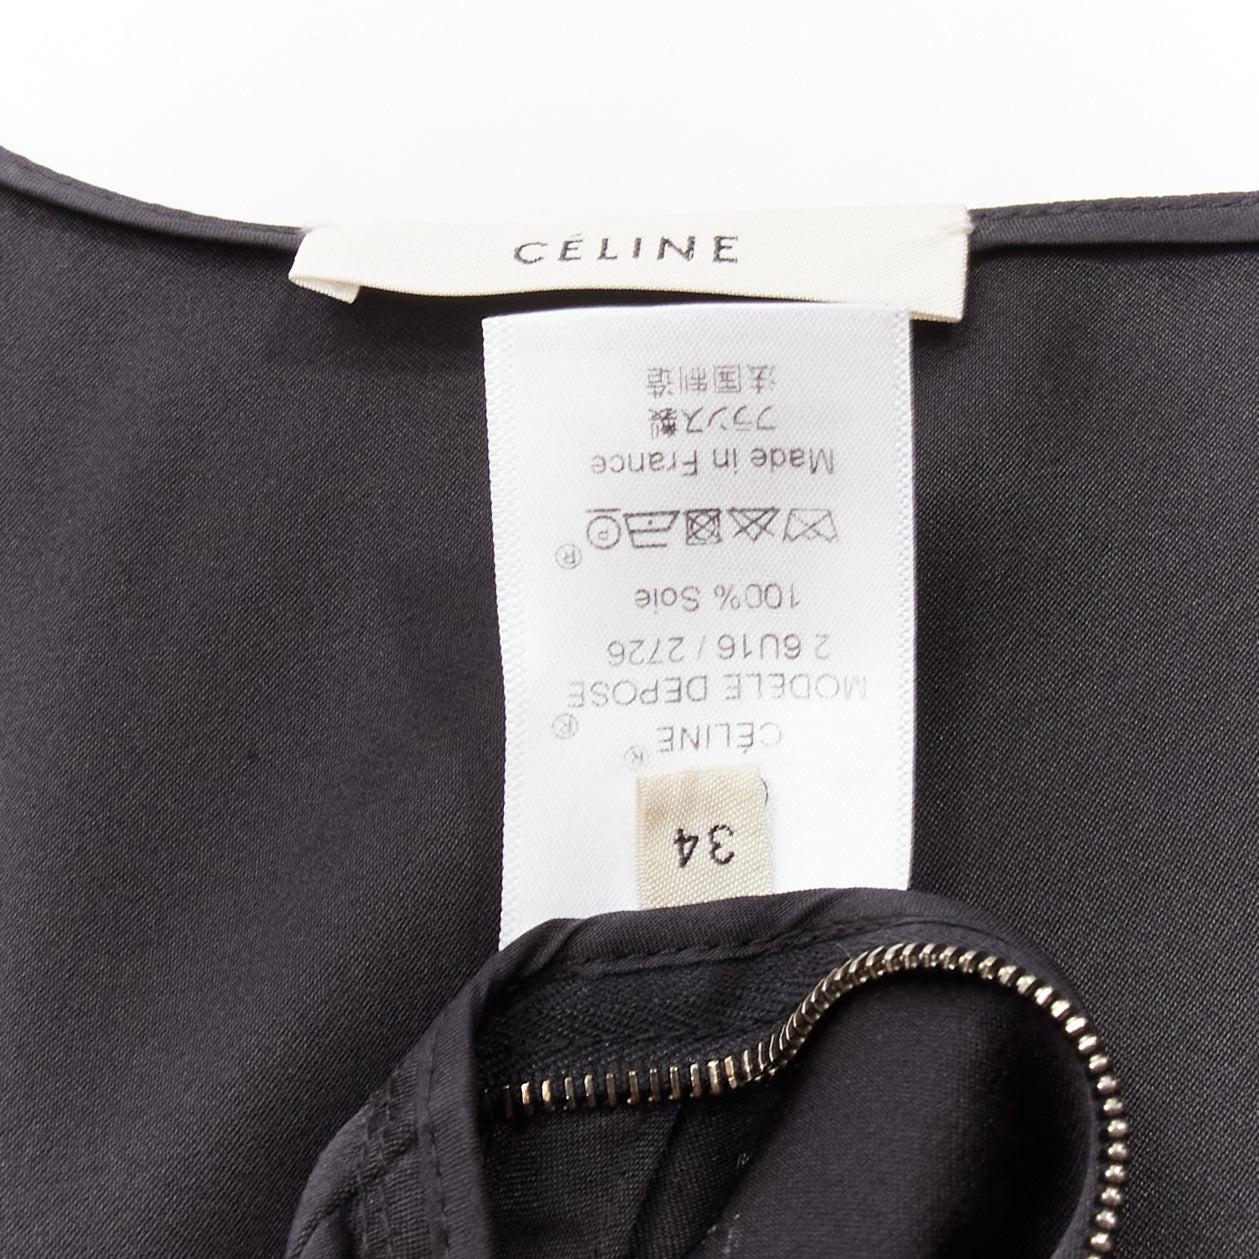 CÉLINE
34
CÉLINE ®
MODELE DEPOSE ®
2 6U16 / 2726
100% Soie
® P
Made in France
フランス製
法国制造